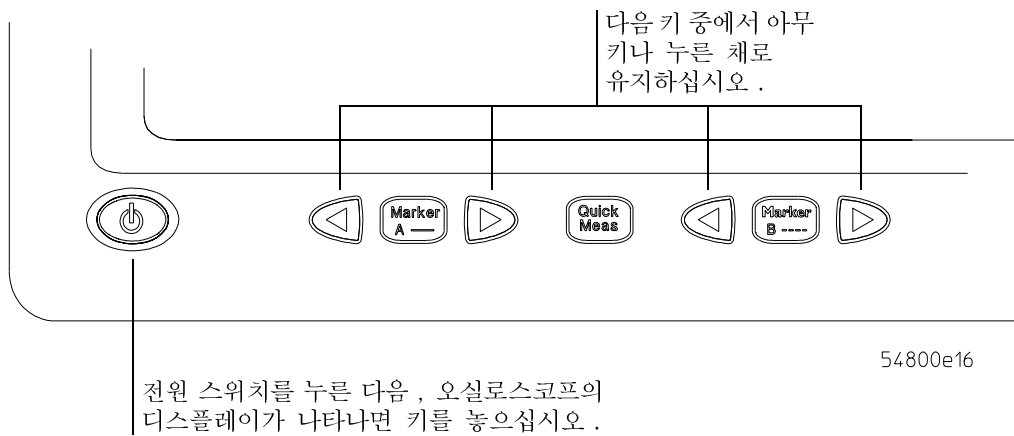 다음 키 중에서 아무
키나 누른 채로
유지하십시오 .
Marker
A
Quick
Meas
Marker
B ----
54800e16
전원 스위치를 누른 다음 , 오실로스코프의
디스플레이가 나타나면 키를 놓으십시오 .